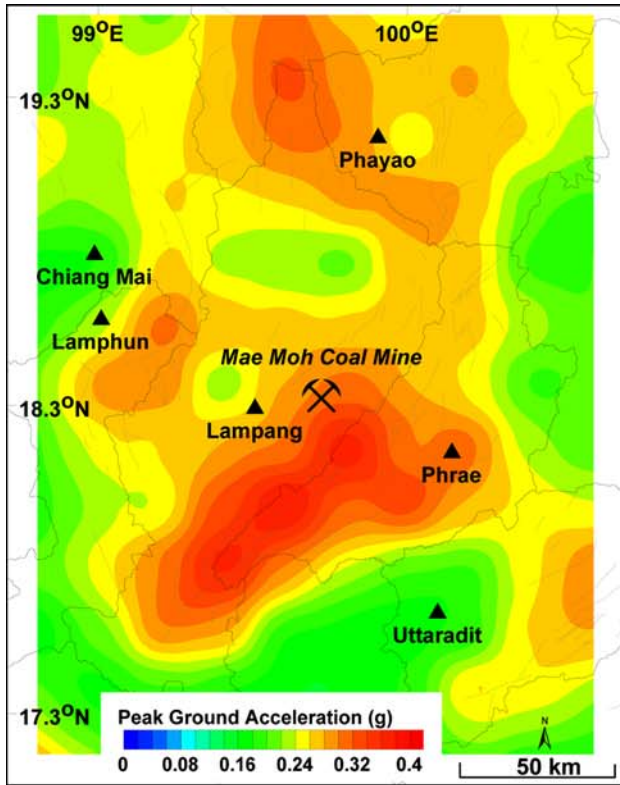 99°E 100°E
19.3°N
Phayao
Chiang Mai
Lamphun
Mae Moh Coal Mine
18.3°N
Lampang
Phrae
Uttaradit
17.3°N
Peak Ground Acceleration (g)
0 0.08 0.16 0.24 0.32 0.4
N
50 km